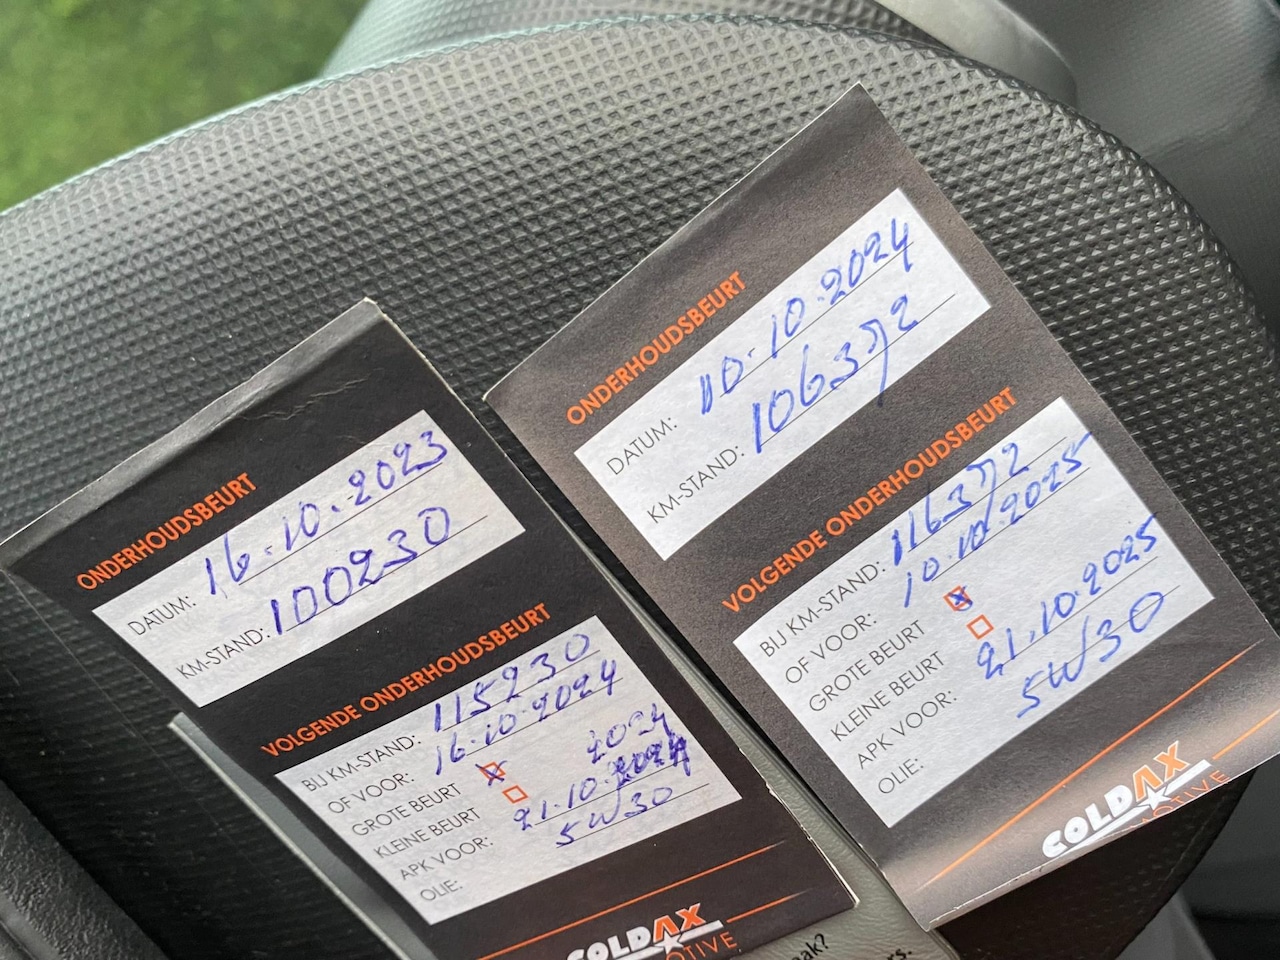 ONDERHOUDSBEURT
DATUM: 16.10.2023
KM-STAND: 100230
VOLGENDE ONDERHOUDSBEURT
BIJ KM-STAND: 115230
OF VOOR: 16.10.2024
GROTE BEURT
KLEINE BEURT 2024
APK VOOR: 21.10.2024
OLIE: 5W30
COLDAX
ONDERHOUDSBEURT
DATUM: 10.10.2024
KM-STAND: 106372
VOLGENDE ONDERHOUDSBEURT
BIJ KM-STAND: 116372
OF VOOR: 10.10.2025
GROTE BEURT
KLEINE BEURT
APK VOOR: 21.10.2025
OLIE: 5W30
COLDAX